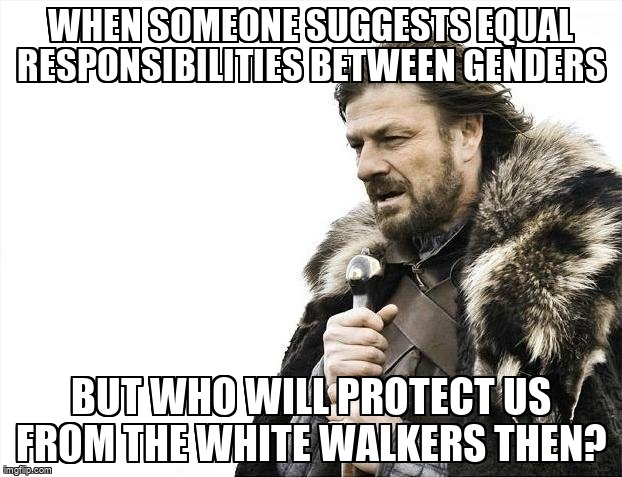 WHEN SOMEONE SUGGESTS EQUAL
RESPONSIBILITIES BETWEEN GENDERS
BUT WHO WILL PROTECT US
FROM THE WHITE WALKERS THEN?
imgflip.com